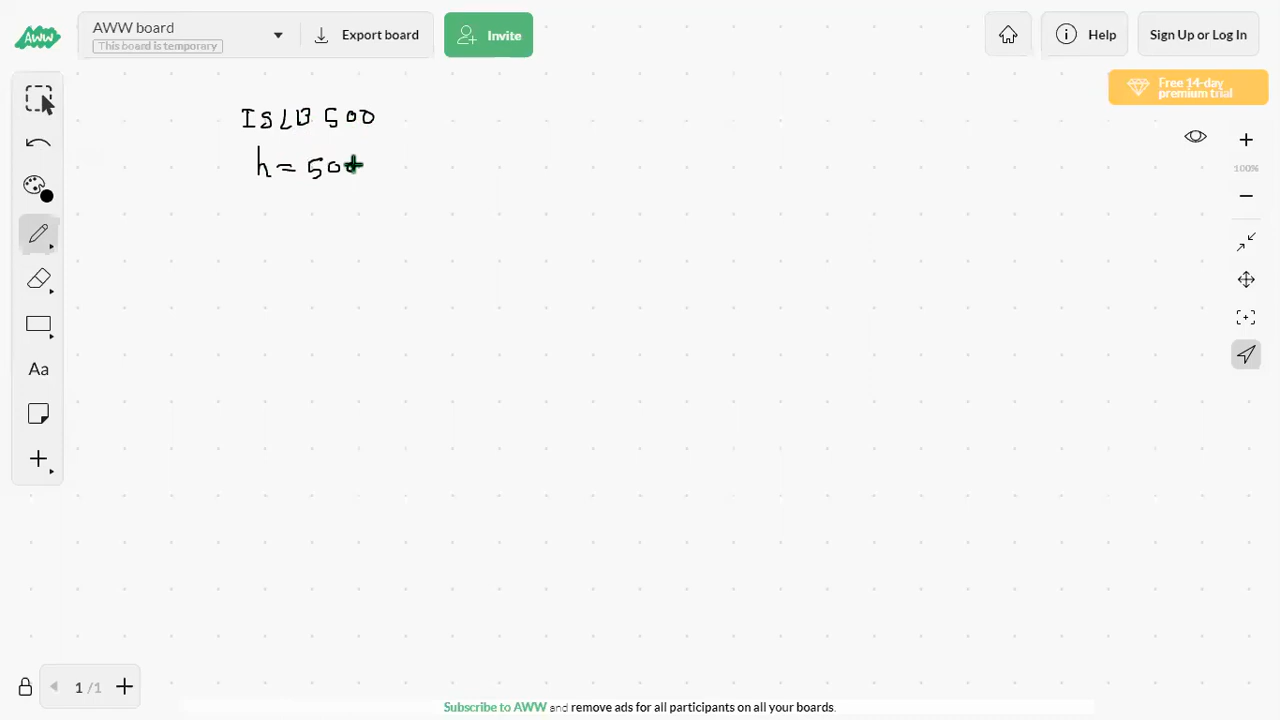 AWW
AWW board
This board is temporary
Export board
Invite
Help
Sign Up or Log In
Free 14-day
premium trial
ISLB 500
h = 500
100%
Aa
1 /1
Subscribe to AWW and remove ads for all participants on all your boards.